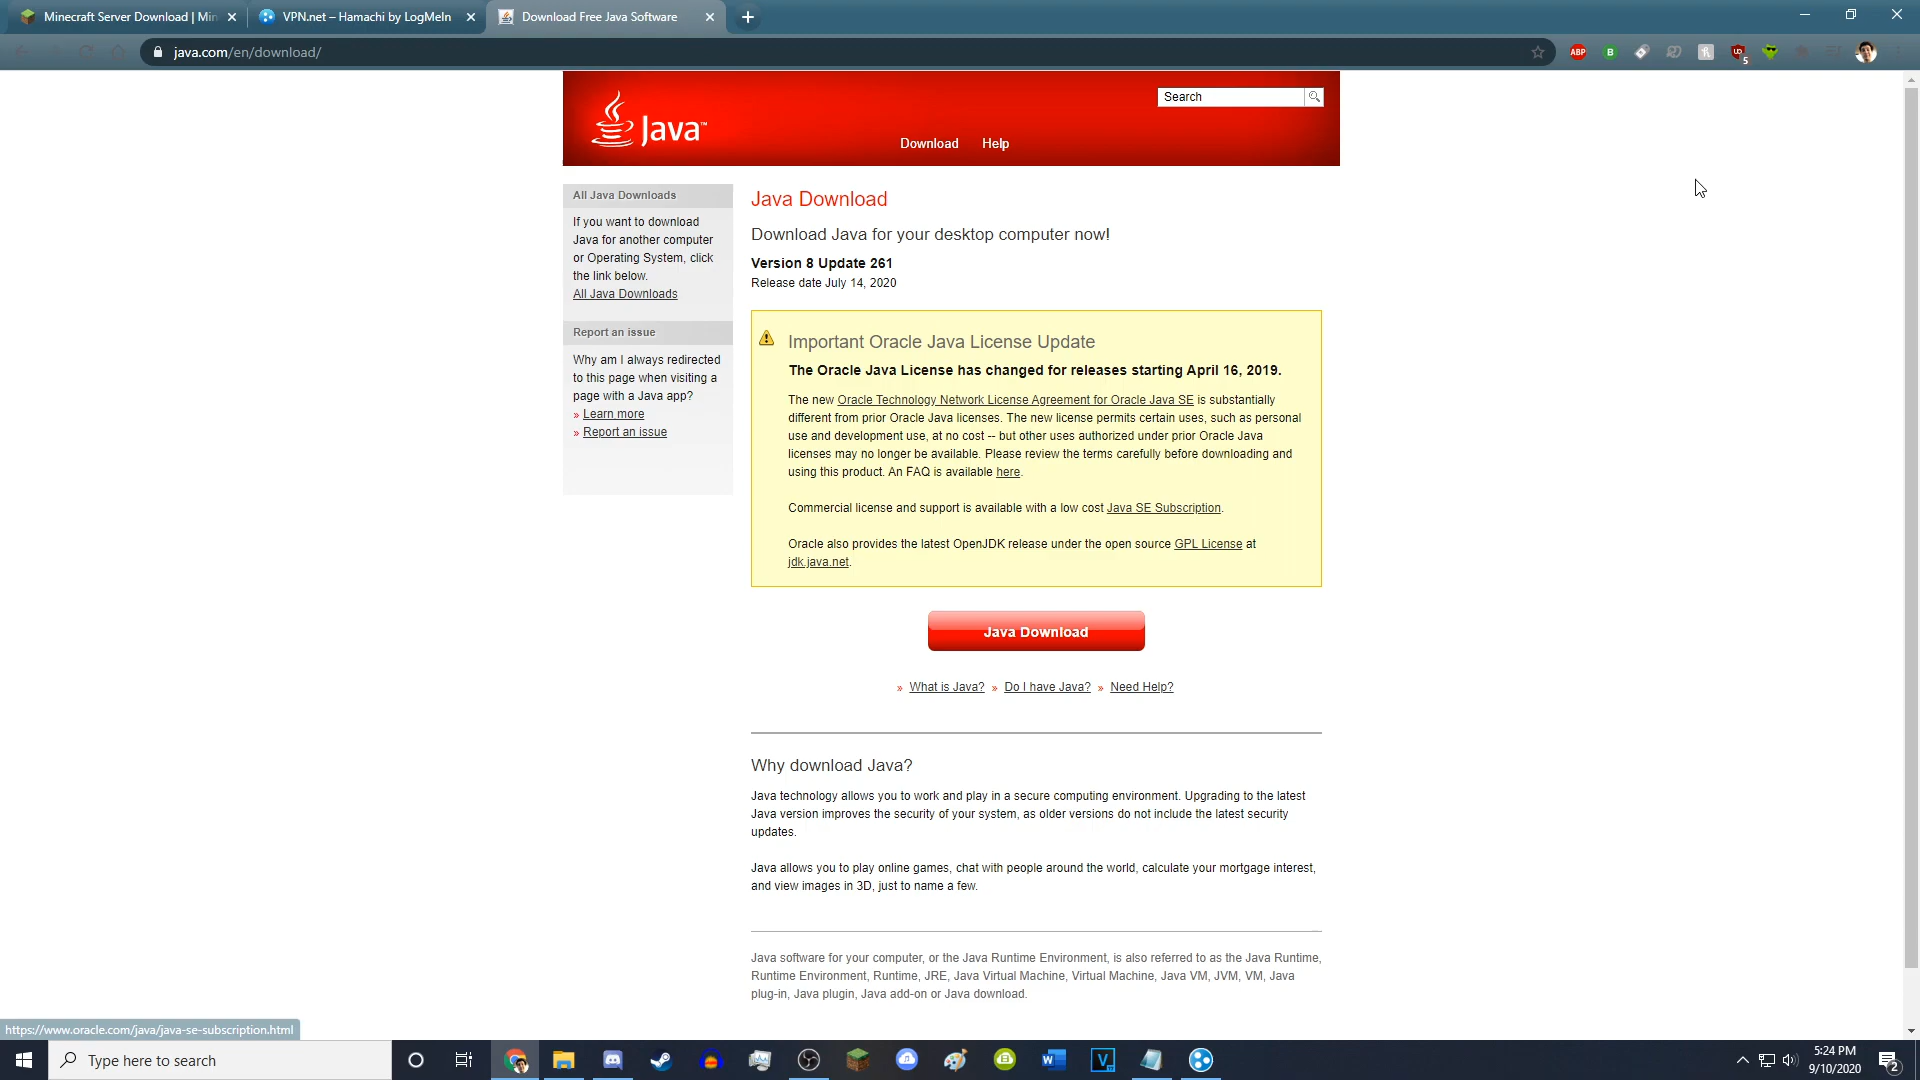 Minecraft Server Download | Min
VPN.net – Hamachi by LogMeIn
Download Free Java Software
java.com/en/download/
ABP
B
5
Java™
Search
Download
Help
All Java Downloads
If you want to download
Java for another computer
or Operating System, click
the link below.
All Java Downloads
Report an issue
Why am I always redirected
to this page when visiting a
page with a Java app?
» Learn more
» Report an issue
Java Download
Download Java for your desktop computer now!
Version 8 Update 261
Release date July 14, 2020
Important Oracle Java License Update
The Oracle Java License has changed for releases starting April 16, 2019.
The new Oracle Technology Network License Agreement for Oracle Java SE is substantially
different from prior Oracle Java licenses. The new license permits certain uses, such as personal
use and development use, at no cost -- but other uses authorized under prior Oracle Java
licenses may no longer be available. Please review the terms carefully before downloading and
using this product. An FAQ is available here.
Commercial license and support is available with a low cost Java SE Subscription.
Oracle also provides the latest OpenJDK release under the open source GPL License at
jdk.java.net.
Java Download
» What is Java? » Do I have Java? » Need Help?
Why download Java?
Java technology allows you to work and play in a secure computing environment. Upgrading to the latest
Java version improves the security of your system, as older versions do not include the latest security
updates.
Java allows you to play online games, chat with people around the world, calculate your mortgage interest,
and view images in 3D, just to name a few.
Java software for your computer, or the Java Runtime Environment, is also referred to as the Java Runtime,
Runtime Environment, Runtime, JRE, Java Virtual Machine, Virtual Machine, Java VM, JVM, VM, Java
plug-in, Java plugin, Java add-on or Java download.
https://www.oracle.com/java/java-se-subscription.html
Type here to search
5:24 PM
9/10/2020
2